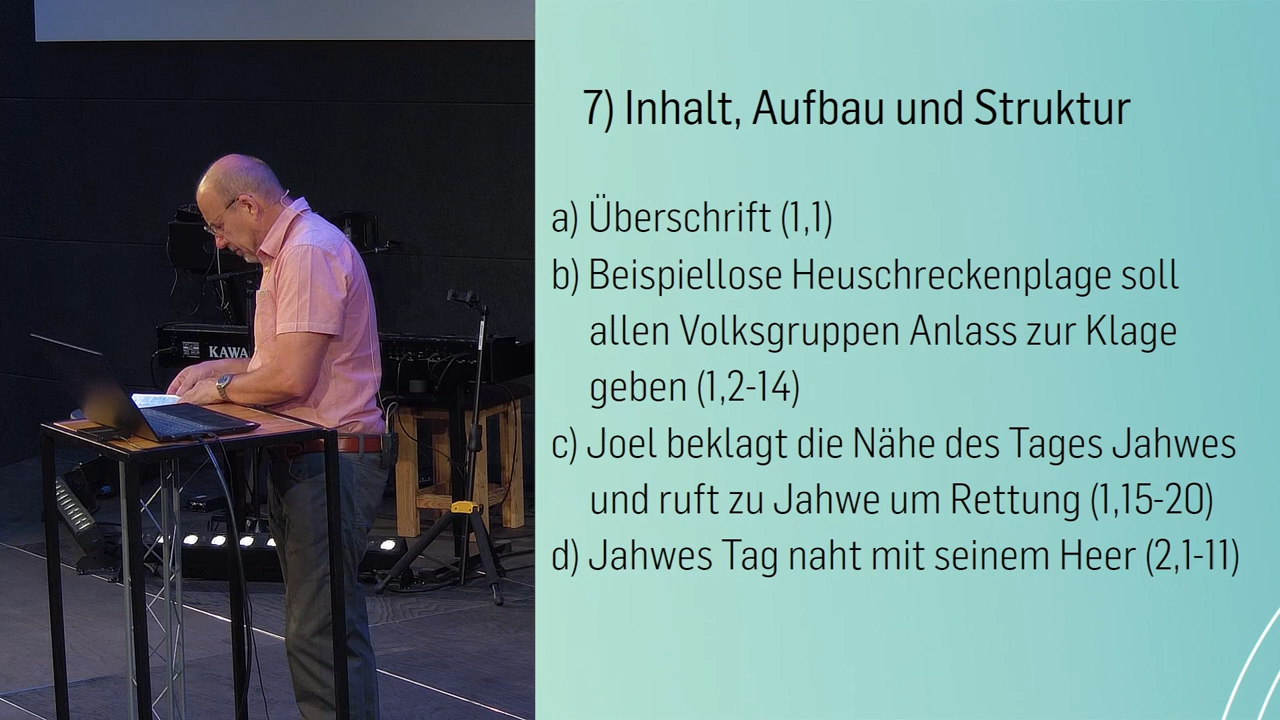 7) Inhalt, Aufbau und Struktur
a) Überschrift (1,1)
b) Beispiellose Heuschreckenplage soll
allen Volksgruppen Anlass zur Klage
geben (1,2-14)
c) Joel beklagt die Nähe des Tages Jahwes
und ruft zu Jahwe um Rettung (1,15-20)
d) Jahwes Tag naht mit seinem Heer (2,1-11)
KAWA